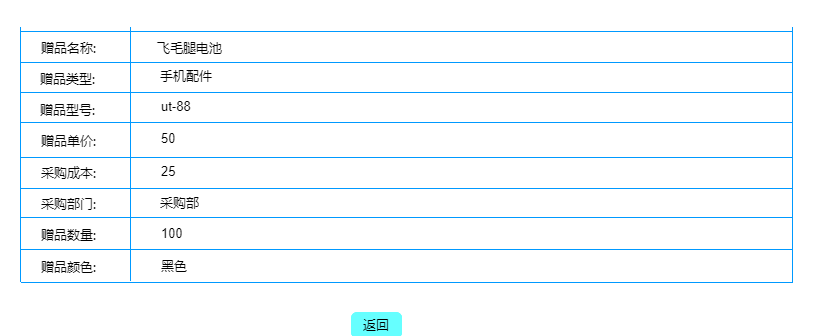 赠品名称: 飞毛腿电池
赠品类型: 手机配件
赠品型号: ut-88
赠品单价: 50
采购成本: 25
采购部门: 采购部
赠品数量: 100
赠品颜色: 黑色
返回